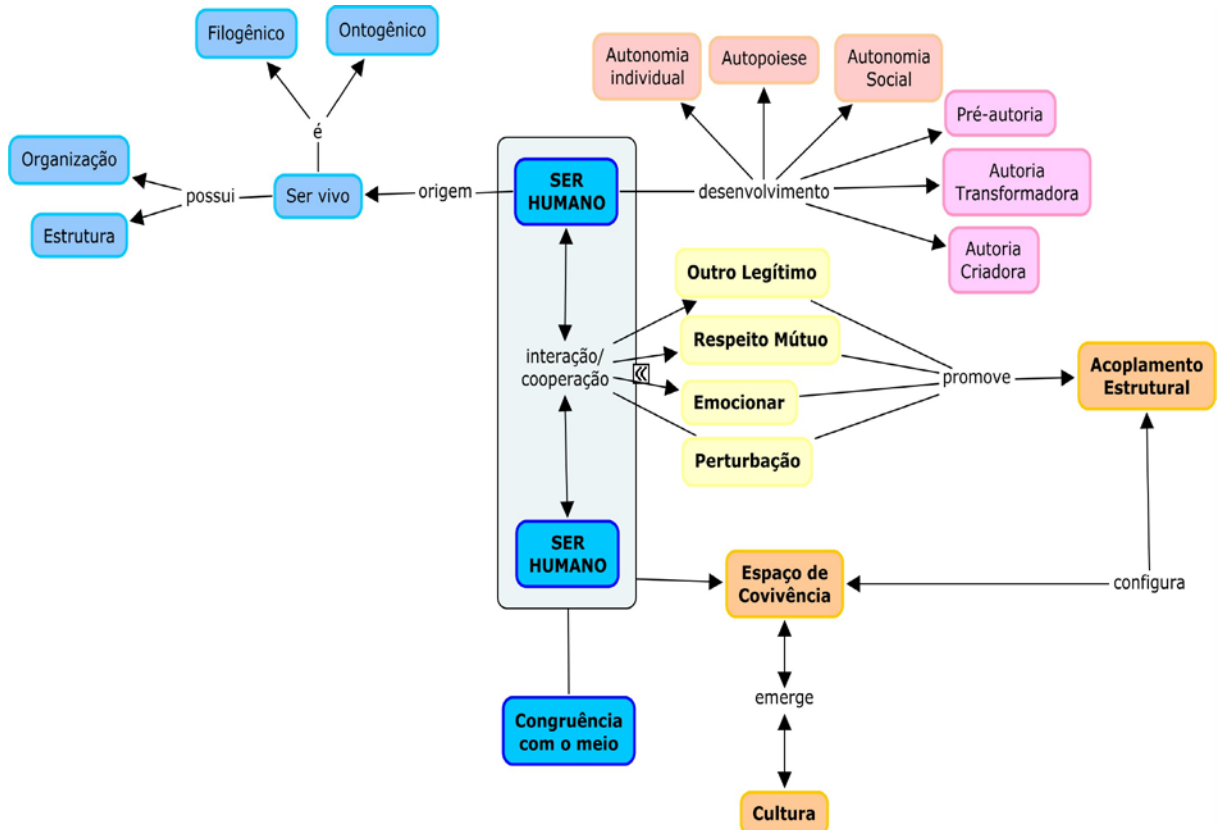 Filogênico
Ontogênico
é
Organização
possui
Ser vivo
Estrutura
origem
SER
HUMANO
desenvolvimento
Autonomia
individual
Autopoiese
Autonomia
Social
Pré-autoria
Autoria
Transformadora
Autoria
Criadora
interação/
cooperação
Outro Legítimo
Respeito Mútuo
Emocionar
Perturbação
promove
Acoplamento
Estrutural
SER
HUMANO
Espaço de
Covivência
configura
emerge
Congruência
com o meio
Cultura